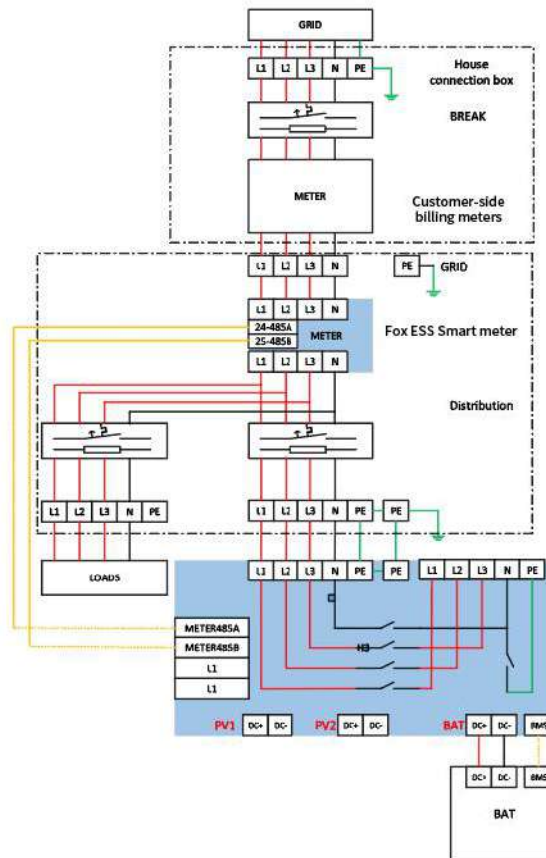 GRID
L1 L2 L3 N PE
House
connection box
BREAK
METER
Customer-side
billing meters
L1 L2 L3 N
PE
GRID
L1 L2 L3 N
24-485A
25-485B
METER
Fox ESS Smart meter
L1 L2 L3 N
Distribution
L1 L2 L3 N PE
L1 L2 L3 N PE PE
LOADS
L1 L2 L3 N PE PE
L1 L2 L3 N PE
METER485A
METER485B
L1
L1
H3
PV1 DC+ DC-
PV2 DC+ DC-
BAT DC+ DC- BMS
DC+ DC- BMS
BAT